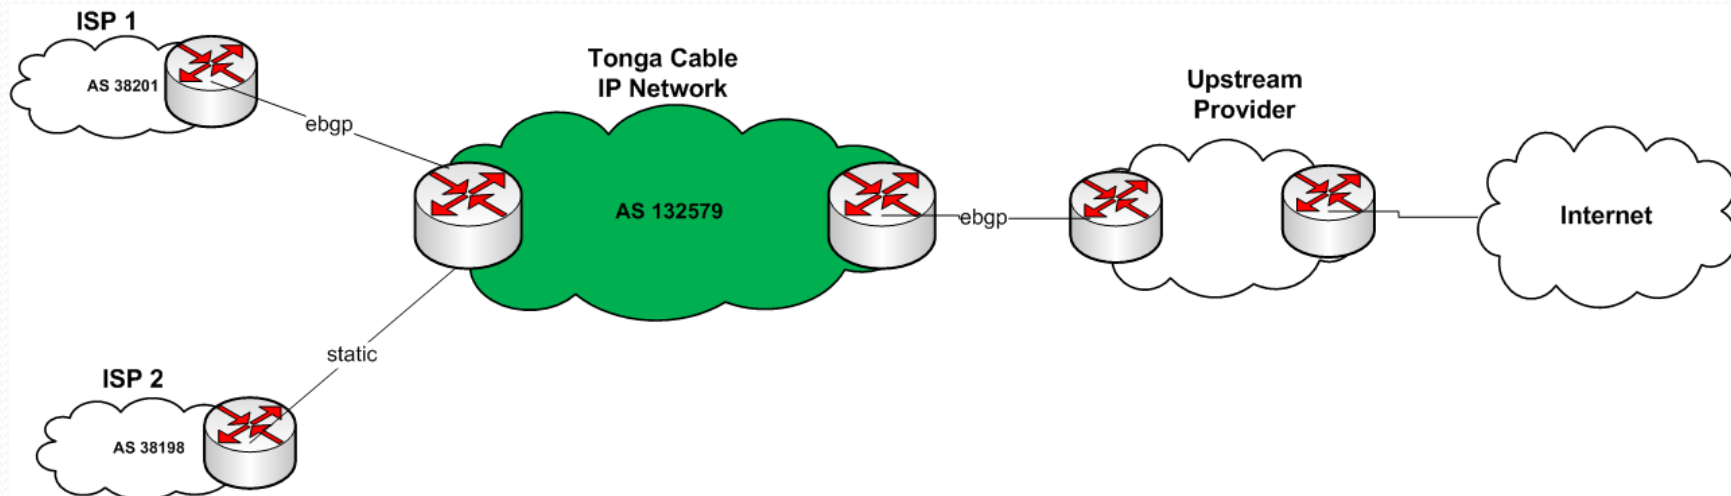 ISP 1
AS 38201
ebgp
Tonga Cable
IP Network
AS 132579
ebgp
Upstream
Provider
Internet
static
ISP 2
AS 38198